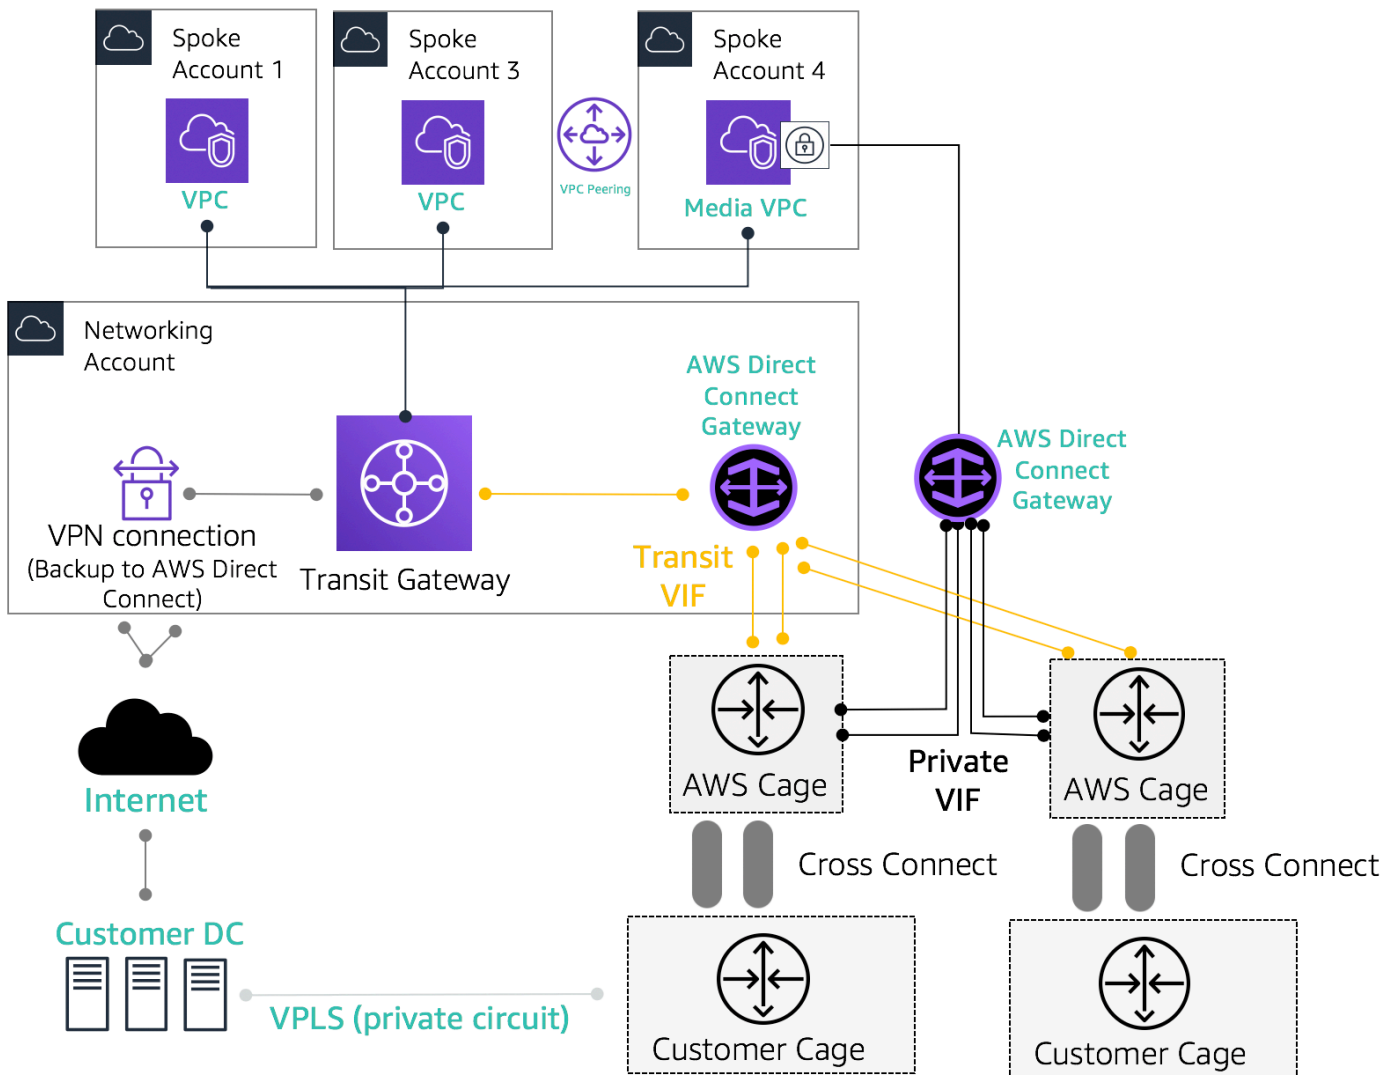 Spoke
Account 1
VPC
Spoke
Account 3
VPC
VPC Peering
Spoke
Account 4
Media VPC
Networking
Account
AWS Direct
Connect
Gateway
AWS Direct
Connect
Gateway
VPN connection
(Backup to AWS Direct
Connect)
Transit Gateway
Transit
VIF
Internet
AWS Cage
Private
VIF
AWS Cage
Cross Connect
Cross Connect
Customer DC
VPLS (private circuit)
Customer Cage
Customer Cage